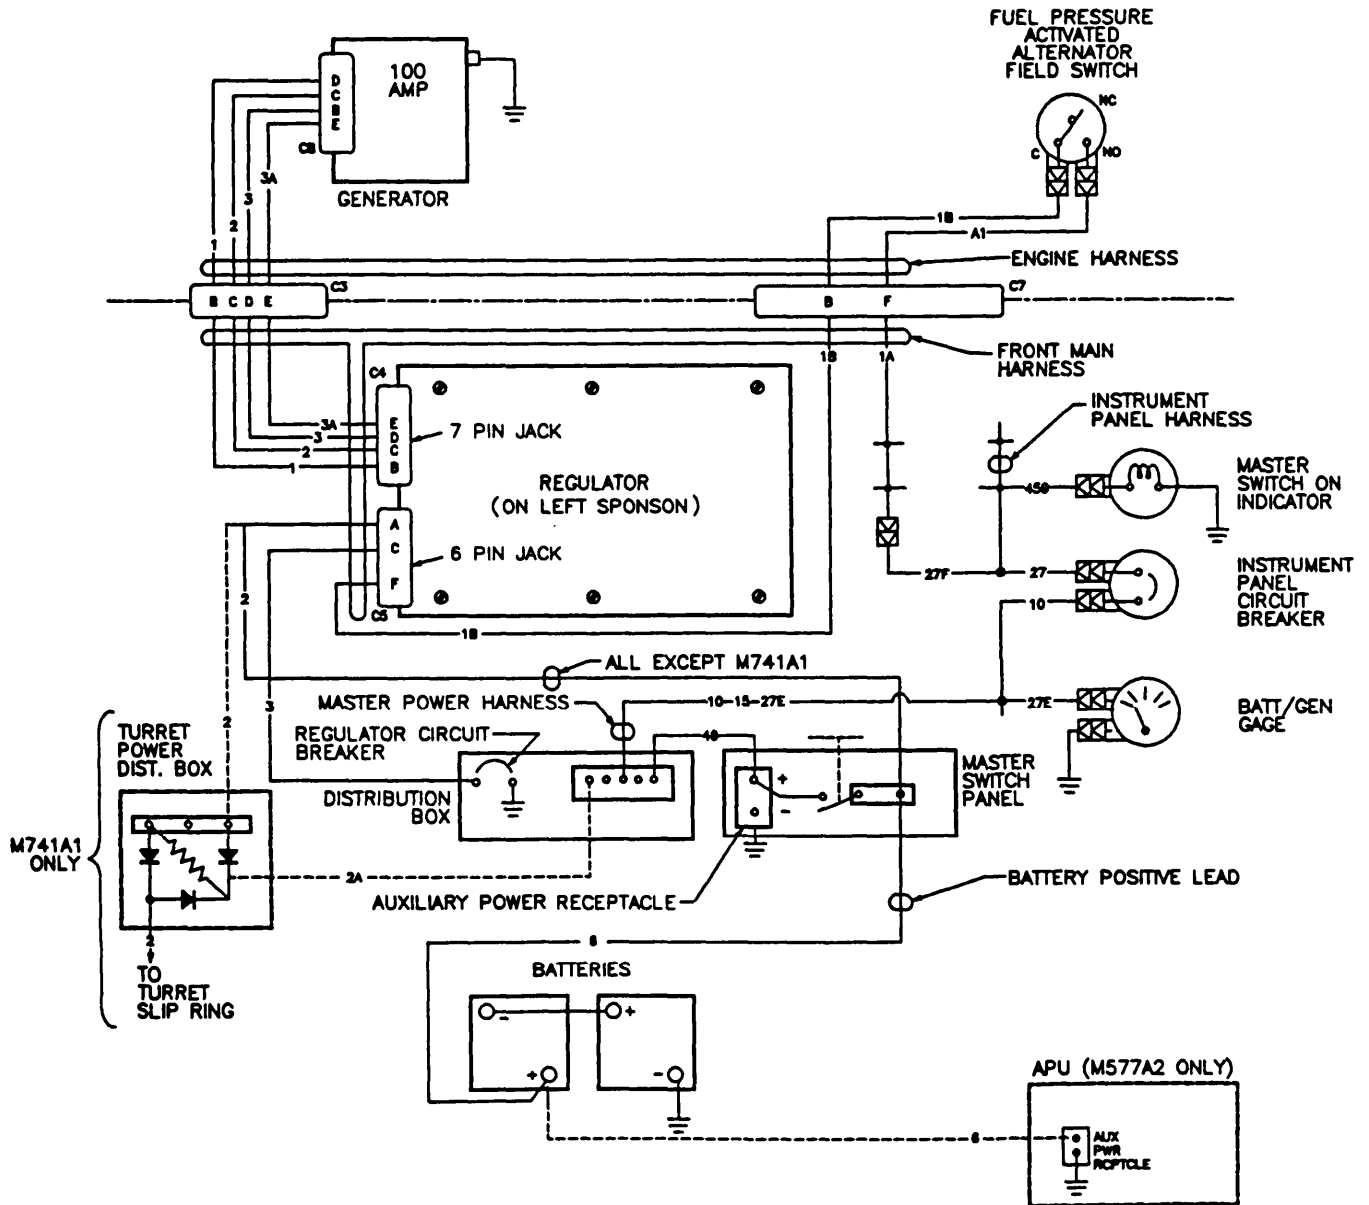 FUEL PRESSURE
ACTIVATED
ALTERNATOR
FIELD SWITCH
NC
C
NO
100
AMP
D
C
B
E
C8
GENERATOR
3A
3
2
1
1B
A1
ENGINE HARNESS
B C D E
C3
B F
C7
1B
1A
FRONT MAIN
HARNESS
C4
3A
3
2
1
E
D
C
B
7 PIN JACK
REGULATOR
(ON LEFT SPONSON)
A
C
F
6 PIN JACK
C5
1B
INSTRUMENT
PANEL HARNESS
459
MASTER
SWITCH ON
INDICATOR
27F
27
10
INSTRUMENT
PANEL
CIRCUIT
BREAKER
2
ALL EXCEPT M741A1
MASTER POWER HARNESS
10-15-27E
27E
BATT/GEN
GAGE
2
3
TURRET
POWER
DIST. BOX
REGULATOR CIRCUIT
BREAKER
49
+
-
MASTER
SWITCH
PANEL
DISTRIBUTION
BOX
M741A1
ONLY
2A
AUXILIARY POWER RECEPTACLE
BATTERY POSITIVE LEAD
2
TO
TURRET
SLIP RING
6
BATTERIES
- +
+ -
APU (M577A2 ONLY)
6
AUX
PWR
RCPTCLE